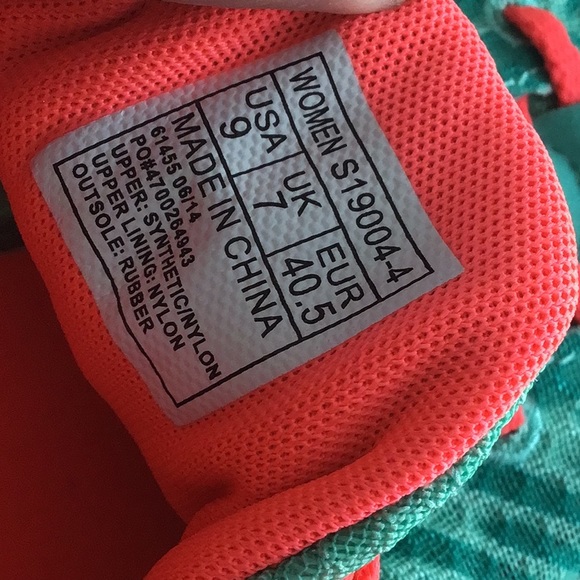 WOMEN S19004-4
USA UK EUR
9 7 40.5
MADE IN CHINA
61455 06/14
PO#4700264943
UPPER: SYNTHETIC/NYLON
UPPER LINING: NYLON
OUTSOLE: RUBBER